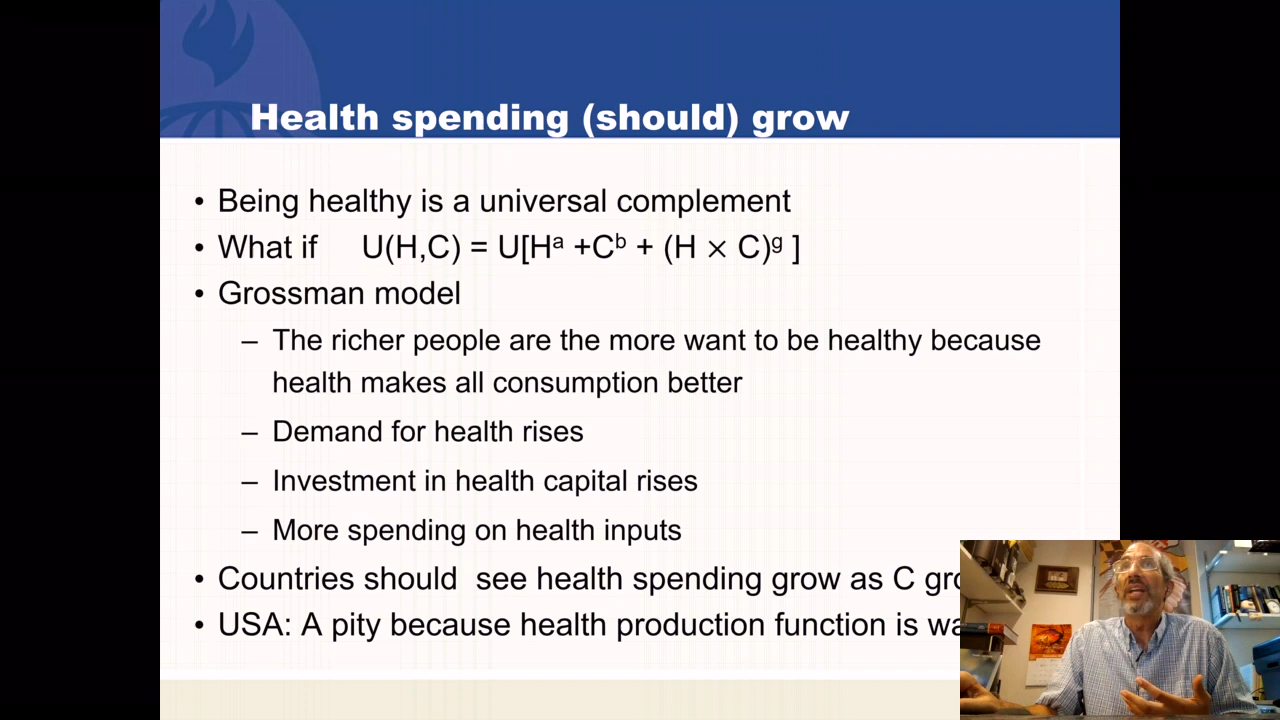 Health spending (should) grow
• Being healthy is a universal complement
• What if U(H,C) = U[Hᵃ +Cᵇ + (H × C)ᵍ ]
• Grossman model
– The richer people are the more want to be healthy because
health makes all consumption better
– Demand for health rises
– Investment in health capital rises
– More spending on health inputs
• Countries should see health spending grow as C
• USA: A pity because health production function is